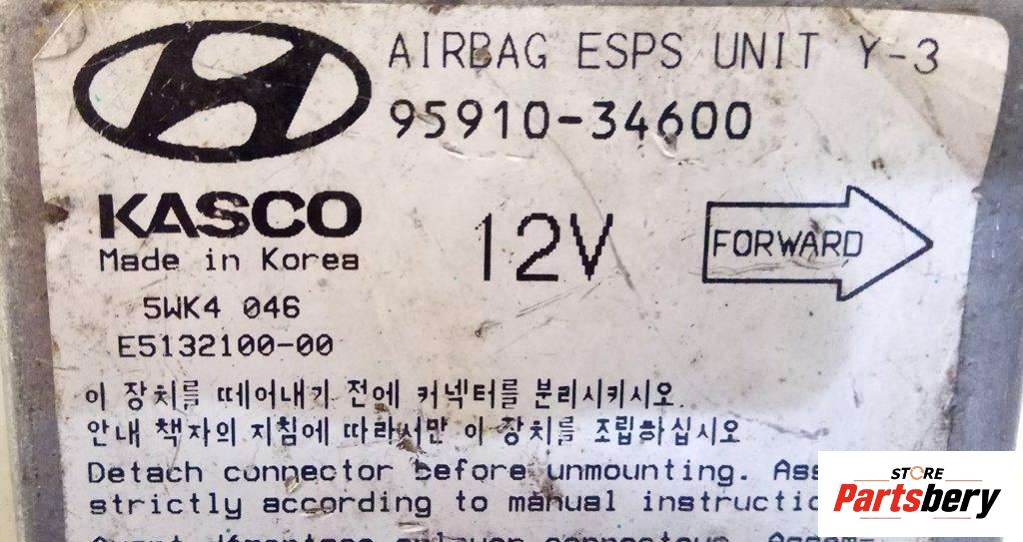 AIRBAG ESPS UNIT Y-3
95910-34600
KASCO
Made in Korea
12V
FORWARD
5WK4 046
E5132100-00
이 장치를 떼어내기 전에 커넥터를 분리시키시오
안내 책자의 지침에 따라서만 이 장치를 조립하십시오
Detach connector before unmounting.
strictly according to manual
STORE
Partsbery